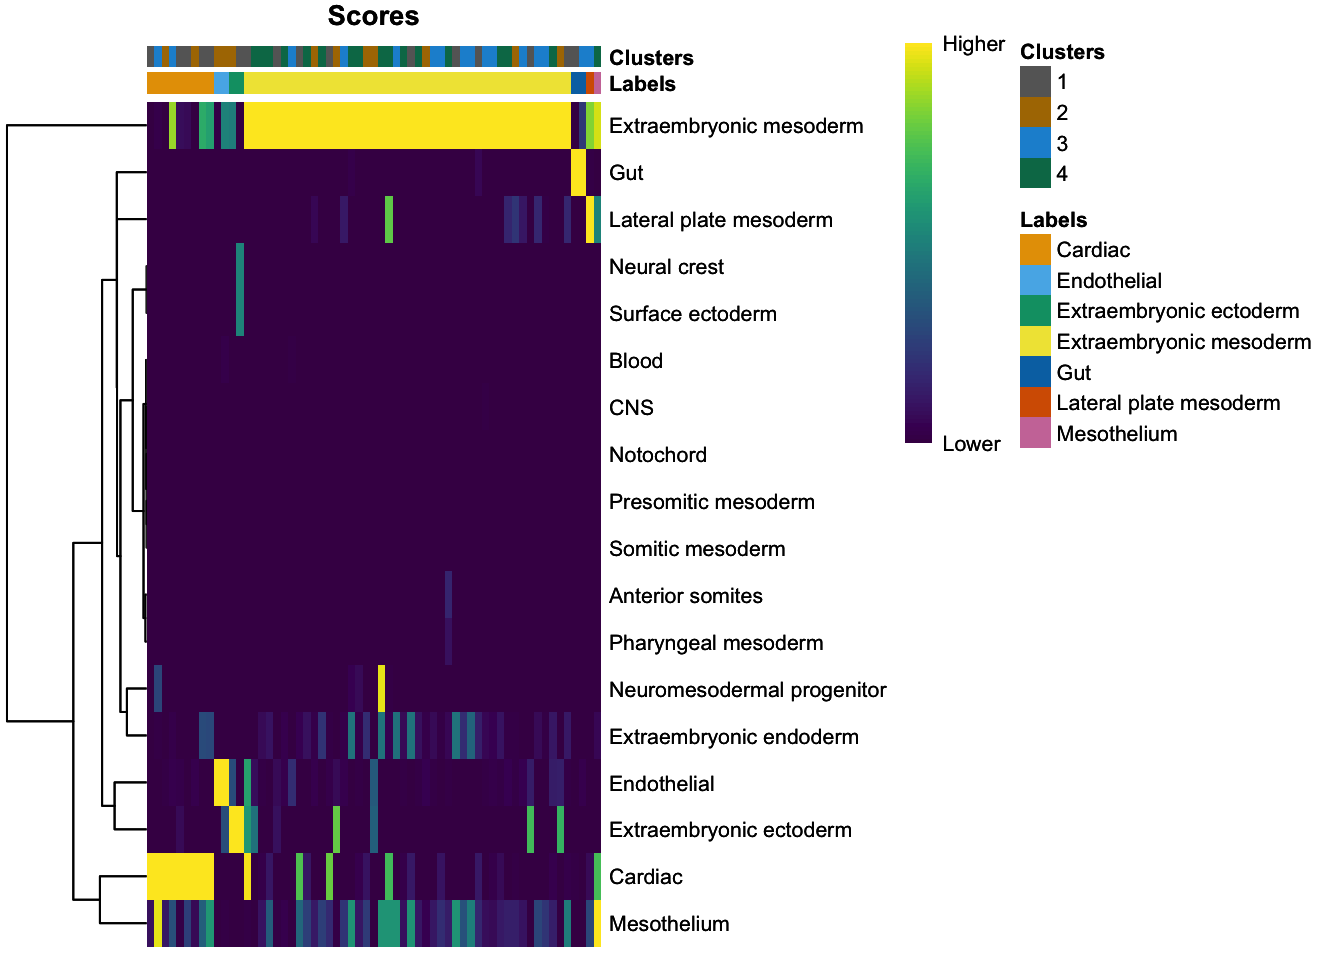 Scores
Clusters
Labels
Extraembryonic mesoderm
Gut
Lateral plate mesoderm
Neural crest
Surface ectoderm
Blood
CNS
Notochord
Presomitic mesoderm
Somitic mesoderm
Anterior somites
Pharyngeal mesoderm
Neuromesodermal progenitor
Extraembryonic endoderm
Endothelial
Extraembryonic ectoderm
Cardiac
Mesothelium
Higher
Lower
Clusters
1
2
3
4
Labels
Cardiac
Endothelial
Extraembryonic ectoderm
Extraembryonic mesoderm
Gut
Lateral plate mesoderm
Mesothelium